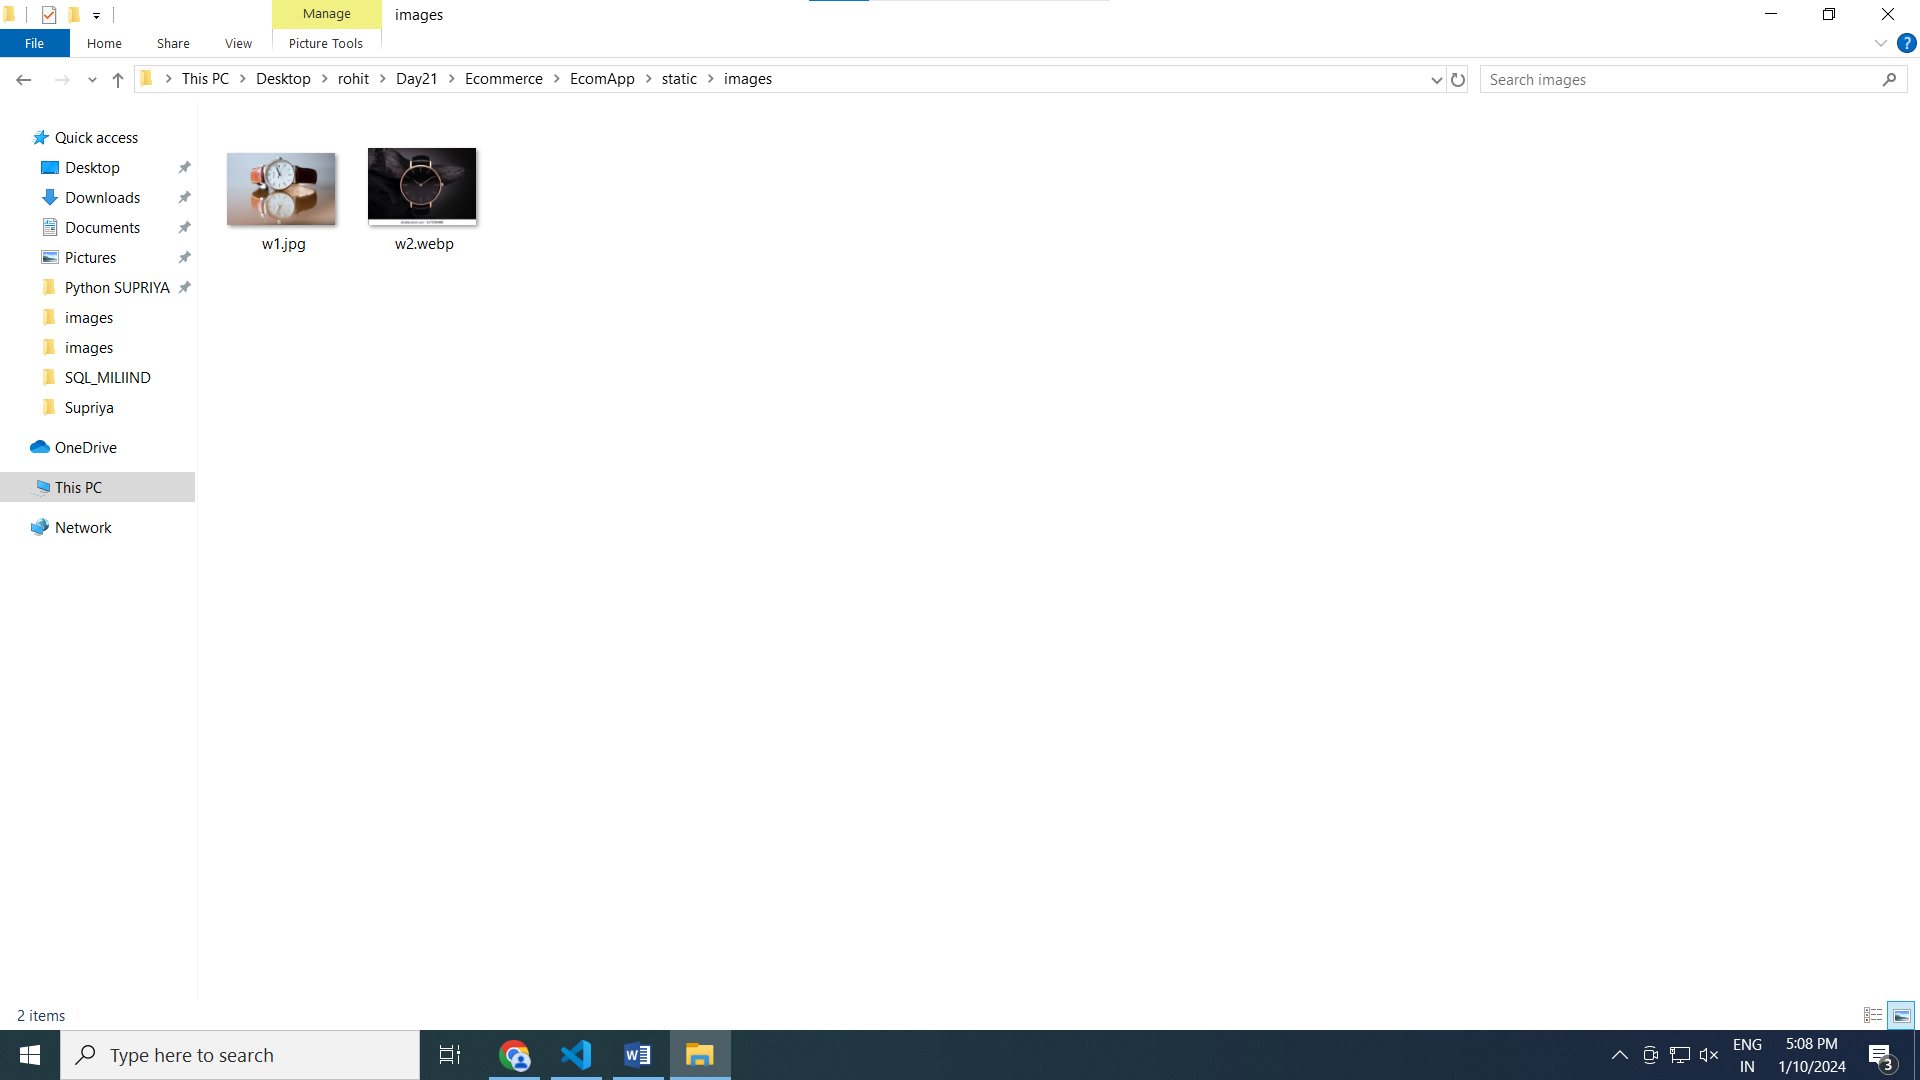 Manage
images
File
Home
Share
View
Picture Tools
This PC
Desktop
rohit
Day21
Ecommerce
EcomApp
static
images
Search images
Quick access
Desktop
Downloads
Documents
Pictures
Python SUPRIYA
images
images
SQL_MILIIND
Supriya
OneDrive
This PC
Network
w1.jpg
w2.webp
2 items
Type here to search
ENG
IN
5:08 PM
1/10/2024
3